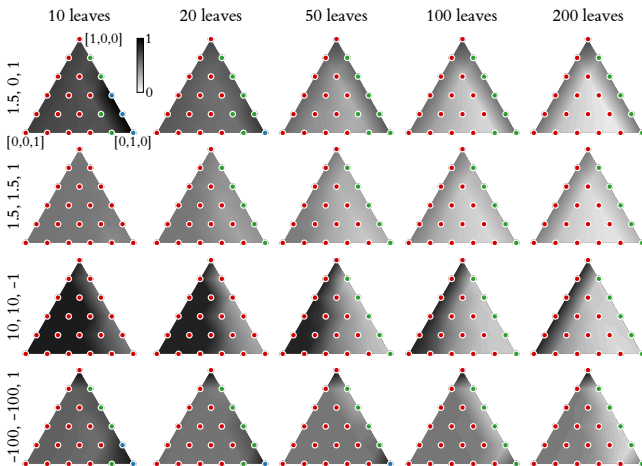 10 leaves 20 leaves 50 leaves 100 leaves 200 leaves
[1,0,0] 1
0
1.5, 0, 1
[0,0,1] [0,1,0]
1.5, 1.5, 1
10, 10, −1
−100, −100, 1